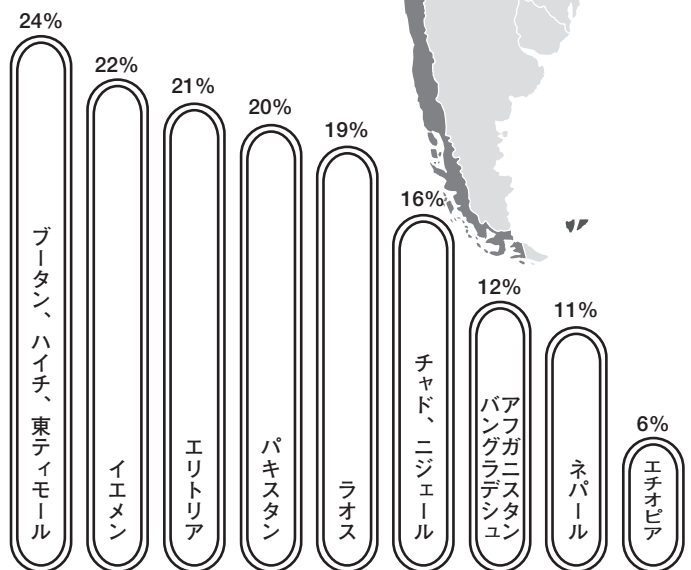 24%
ブータン、ハイチ、東ティモール
22%
イエメン
21%
エリトリア
20%
パキスタン
19%
ラオス
16%
チャド、ニジェール
12%
アフガニスタン
バングラデシュ
11%
ネパール
6%
エチオピア